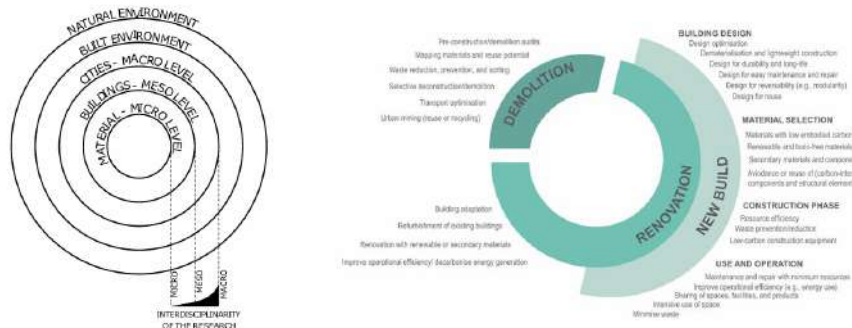 NATURAL ENVIRONMENT
BUILT ENVIRONMENT
CITIES - MACRO LEVEL
BUILDINGS - MESO LEVEL
MATERIAL - MICRO LEVEL
MICRO
MESO
MACRO
INTERDISCIPLINARITY
OF THE RESEARCH
Pre-construction/demolition audits
Mapping materials and reuse potential
Waste reduction, prevention, and sorting
Selective deconstruction/demolition
Transport optimisation
Urban mining (reuse or recycling)
DEMOLITION
Building adaptation
Refurbishment of existing buildings
Renovation with renewable or secondary materials
Improve operational efficiency/ decarbonise energy generation
RENOVATION
NEW BUILD
BUILDING DESIGN
Design optimisation
Dematerialisation and lightweight construction
Design for durability and long-life
Design for easy maintenance and repair
Design for reversibility (e.g., modularity)
Design for reuse
MATERIAL SELECTION
Materials with low embodied carbon
Renewable and toxic-free materials
Secondary materials and
Avoidance or reuse of
components and structural
CONSTRUCTION PHASE
Resource efficiency
Waste prevention/reduction
Low-carbon construction equipment
USE AND OPERATION
Maintenance and repair with minimum resources
Improve operational efficiency (e.g., energy use)
Sharing of spaces, facilities, and products
Intensive use of space
Minimise waste